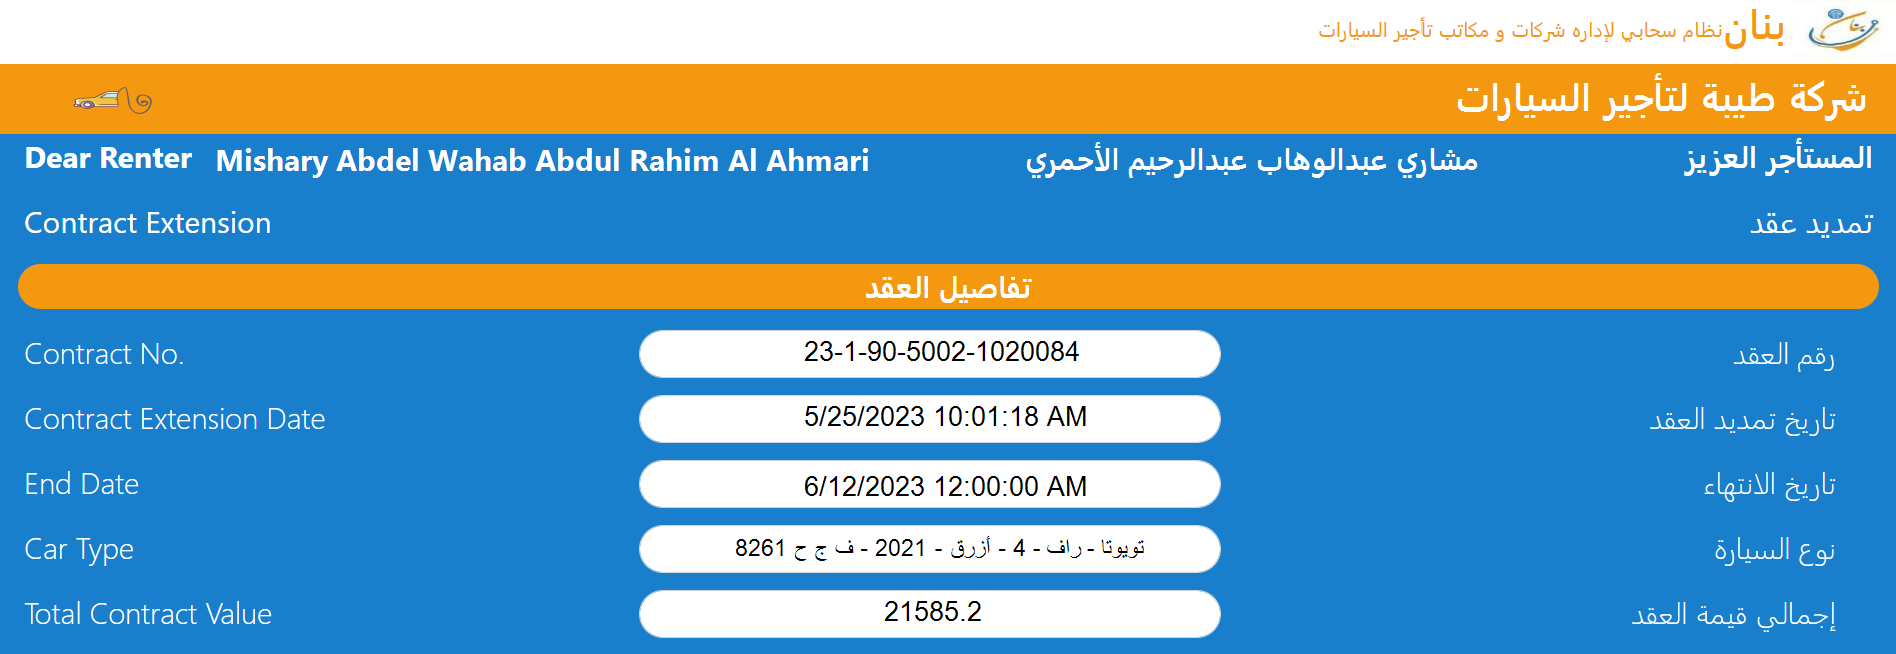 بنان نظام سحابي لإداره شركات و مكاتب تأجير السيارات
شركة طيبة لتأجير السيارات
Dear Renter Mishary Abdel Wahab Abdul Rahim Al Ahmari مشاري عبدالوهاب عبدالرحيم الأحمري المستأجر العزيز
Contract Extension تمديد عقد
تفاصيل العقد
Contract No. 23-1-90-5002-1020084 رقم العقد
Contract Extension Date 5/25/2023 10:01:18 AM تاريخ تمديد العقد
End Date 6/12/2023 12:00:00 AM تاريخ الانتهاء
Car Type تويوتا - راف - 4 - أزرق - 2021 - ف ج ح 8261 نوع السيارة
Total Contract Value 21585.2 إجمالي قيمة العقد